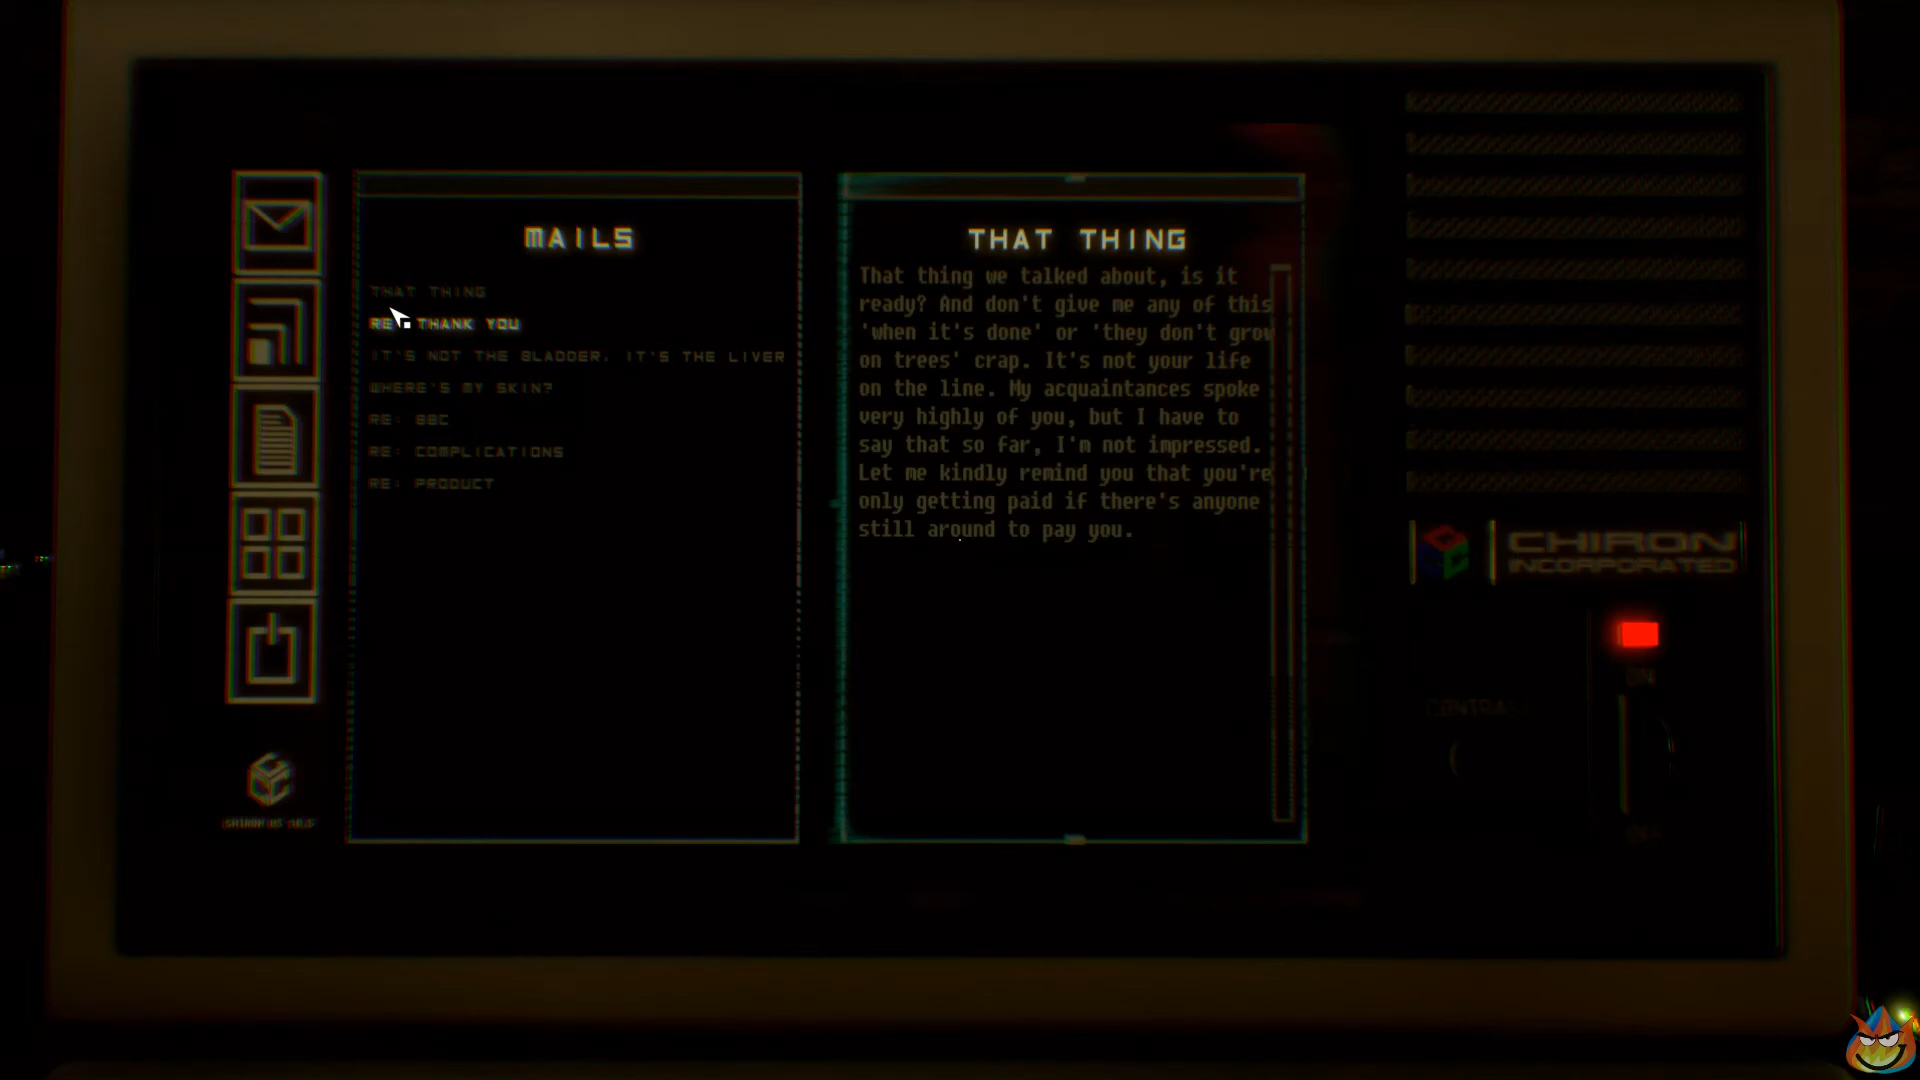 MAILS
THAT THING
RE: THANK YOU
IT'S NOT THE BLADDER, IT'S THE LIVER
WHERE'S MY SKIN?
RE: BBC
RE: COMPLICATIONS
RE: PRODUCT
THAT THING
That thing we talked about, is it
ready? And don't give me any of this
'when it's done' or 'they don't grow
on trees' crap. It's not your life
on the line. My acquaintances spoke
very highly of you, but I have to
say that so far, I'm not impressed.
Let me kindly remind you that you're
only getting paid if there's anyone
still around to pay you.
CHIRON
INCORPORATED
ON